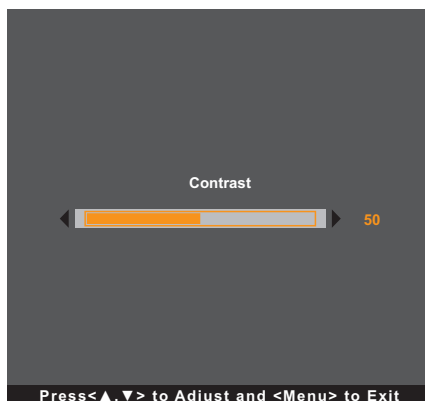 Contrast
50
Press<▲,▼> to Adjust and <Menu> to Exit